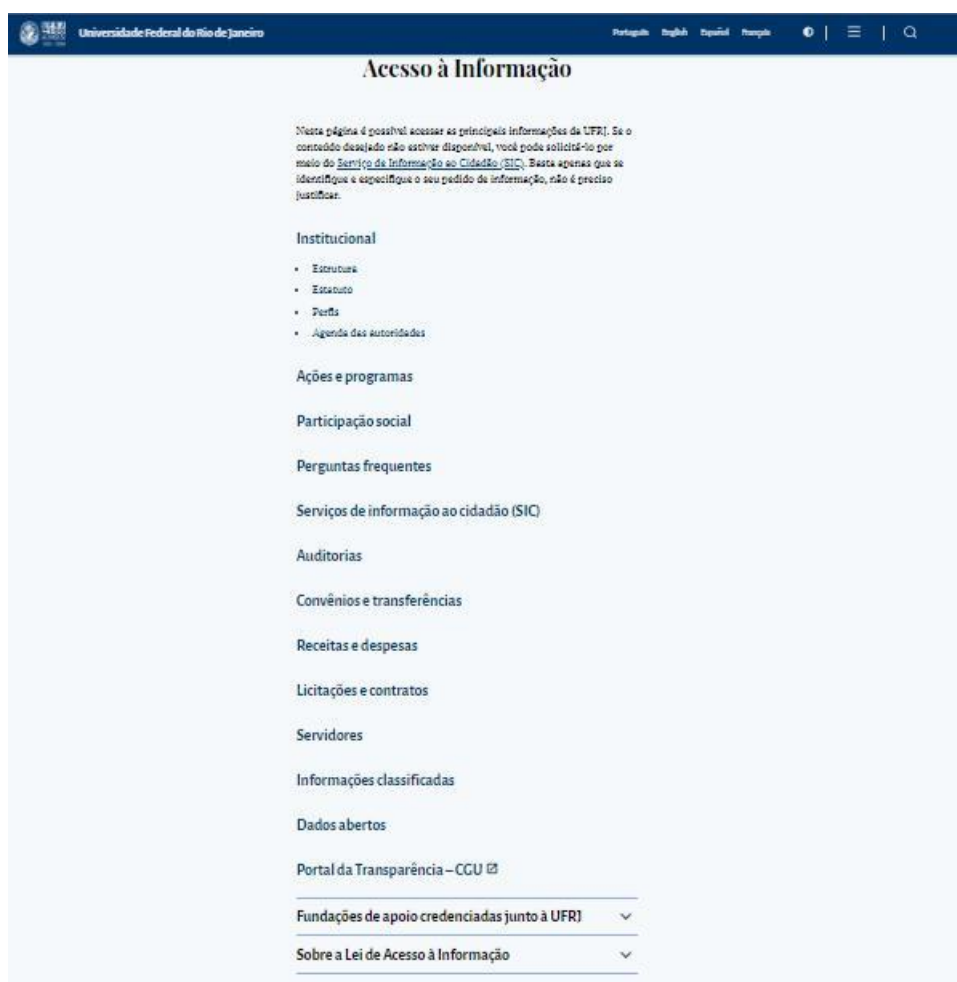 Universidade Federal do Rio de Janeiro
Português English Español Français
Acesso à Informação
Nesta página é possível acessar as principais informações da UFRJ. Se o
conteúdo desejado não estiver disponível, você pode solicitá-lo por
meio do Serviço de Informação ao Cidadão (SIC). Basta apenas que se
identifique e especifique o seu pedido de informação, não é preciso
justificar.
Institucional
• Estrutura
• Estatuto
• Perfis
• Agenda das autoridades
Ações e programas
Participação social
Perguntas frequentes
Serviços de informação ao cidadão (SIC)
Auditorias
Convênios e transferências
Receitas e despesas
Licitações e contratos
Servidores
Informações classificadas
Dados abertos
Portal da Transparência – CGU
Fundações de apoio credenciadas junto à UFRJ
Sobre a Lei de Acesso à Informação